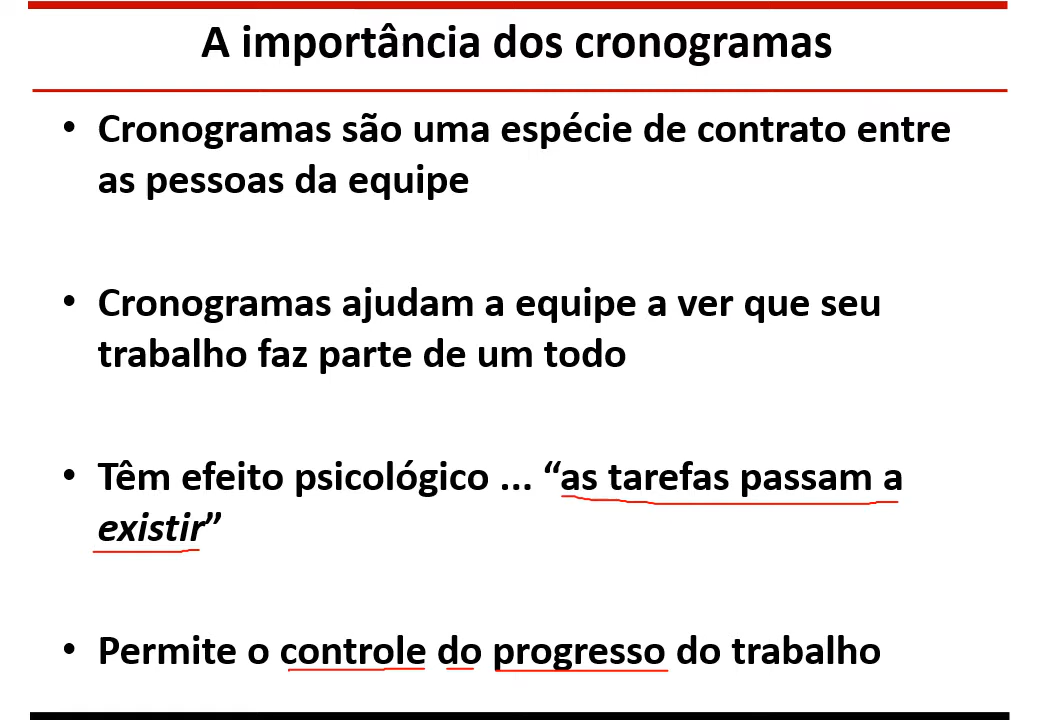 A importância dos cronogramas
• Cronogramas são uma espécie de contrato entre
as pessoas da equipe
• Cronogramas ajudam a equipe a ver que seu
trabalho faz parte de um todo
• Têm efeito psicológico ... “as tarefas passam a
existir”
• Permite o controle do progresso do trabalho